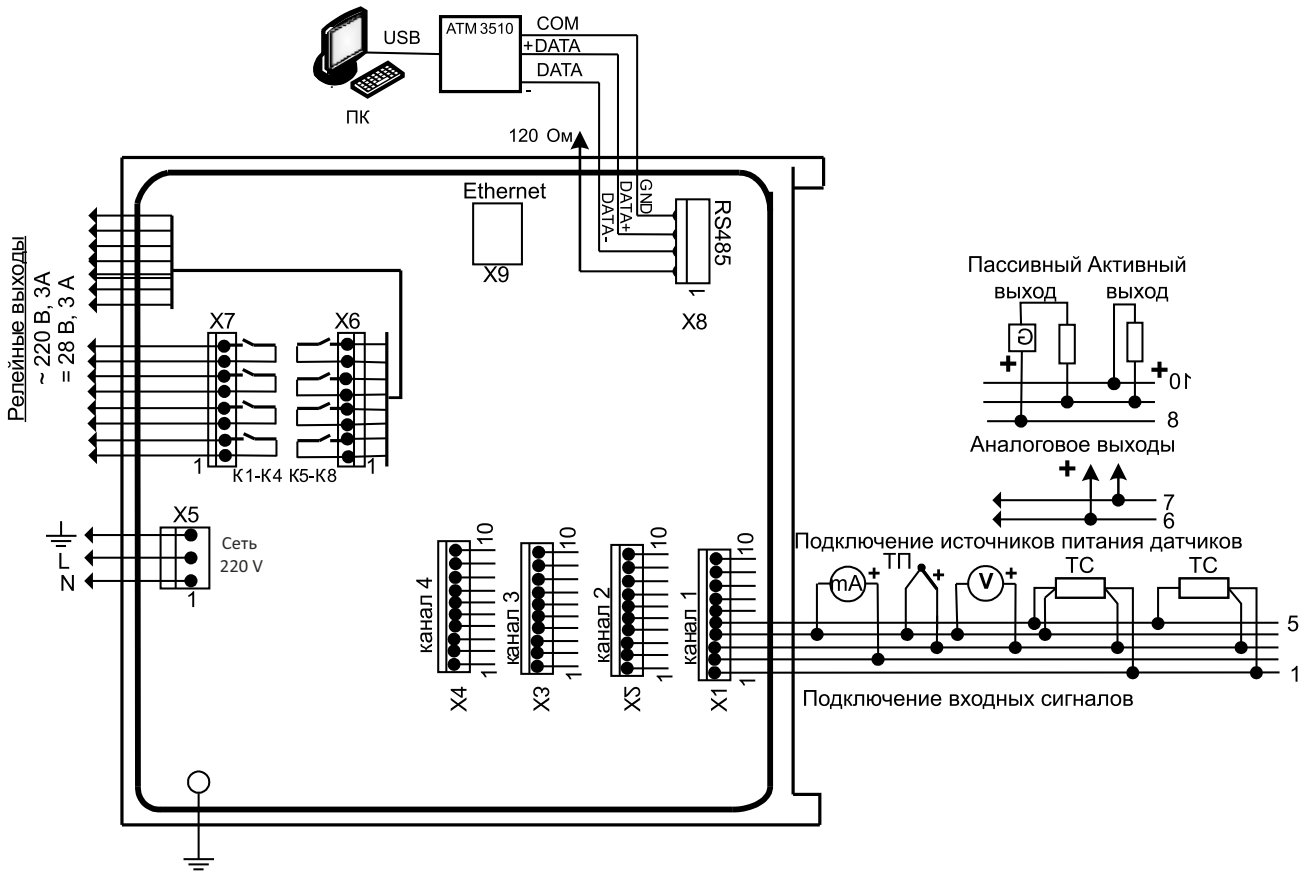 ATM 3510
COM
USB
+DATA
DATA
-
ПК
120 Ом
Ethernet
X9
GND
DATA+
DATA-
RS485
1
X8
Релейные выходы
~ 220 В, 3А
= 28 В, 3 А
X7
X6
1
К1-К4
К5-К8
1
X5
Сеть
220 V
L
N
1
канал 4
10
1
X4
канал 3
10
1
X3
канал 2
10
1
X5
канал 1
10
1
X1
Пассивный Активный
выход
выход
G
+
+
10
8
Аналоговое выходы
+
7
6
Подключение источников питания датчиков
mA
+
ТП
+
V
+
ТС
ТС
5
1
Подключение входных сигналов